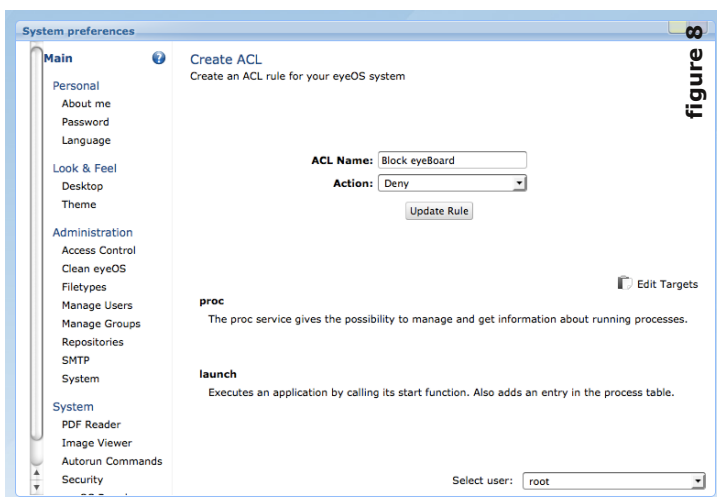 System preferences
figure 8
Main
Personal
About me
Password
Language
Look & Feel
Desktop
Theme
Administration
Access Control
Clean eyeOS
Filetypes
Manage Users
Manage Groups
Repositories
SMTP
System
System
PDF Reader
Image Viewer
Autorun Commands
Security
Create ACL
Create an ACL rule for your eyeOS system
ACL Name: Block eyeBoard
Action: Deny
Update Rule
Edit Targets
proc
The proc service gives the possibility to manage and get information about running processes.
launch
Executes an application by calling its start function. Also adds an entry in the process table.
Select user: root